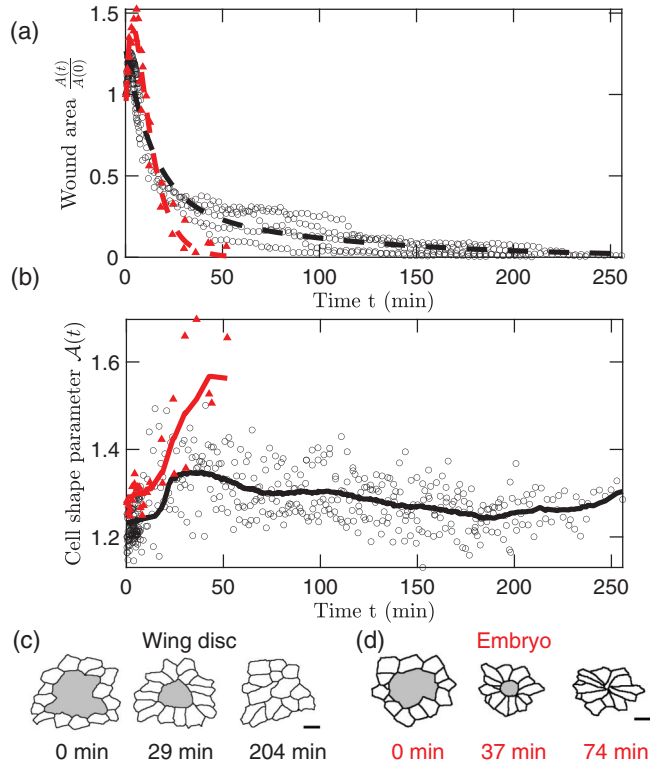 (a)
Wound area A(t)/A(0)
1.5
1
0.5
0
0 50 100 150 200 250
Time t (min)
(b)
Cell shape parameter 𝒜(t)
1.6
1.4
1.2
0 50 100 150 200 250
Time t (min)
(c) Wing disc
0 min 29 min 204 min
(d) Embryo
0 min 37 min 74 min